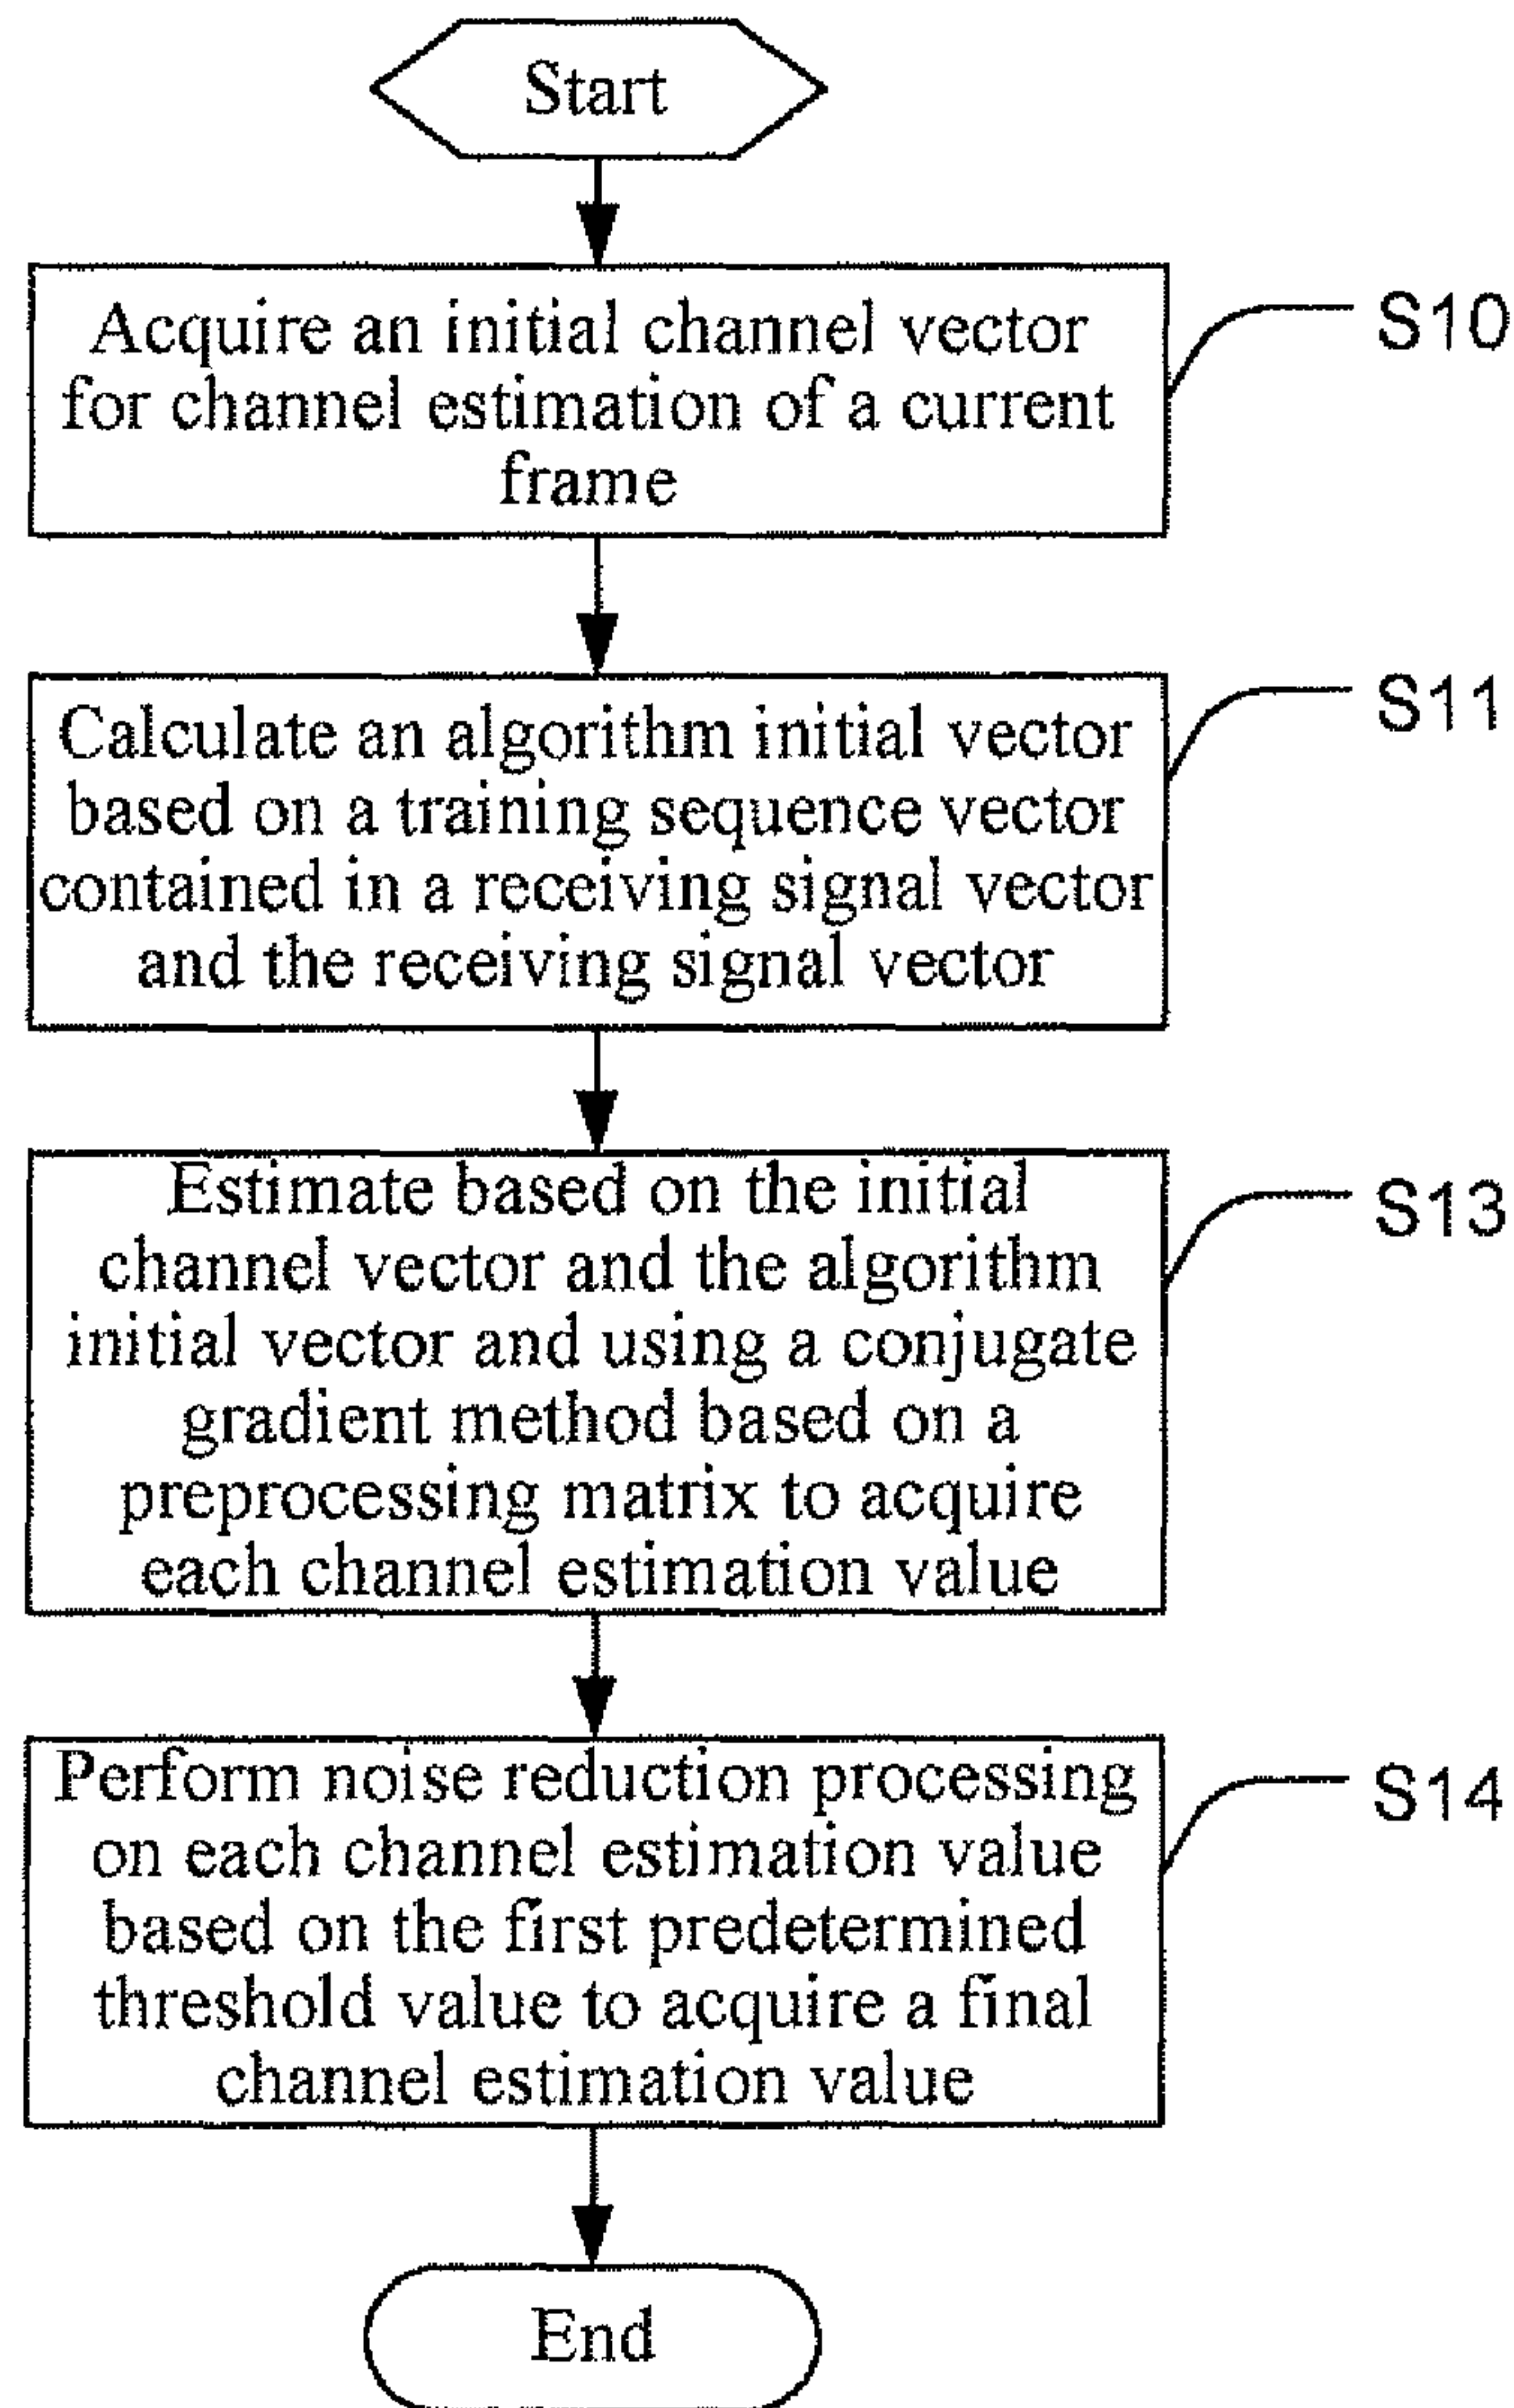 Start
Acquire an initial channel vector
for channel estimation of a current
frame
S10
Calculate an algorithm initial vector
based on a training sequence vector
contained in a receiving signal vector
and the receiving signal vector
S11
Estimate based on the initial
channel vector and the algorithm
initial vector and using a conjugate
gradient method based on a
preprocessing matrix to acquire
each channel estimation value
S13
Perform noise reduction processing
on each channel estimation value
based on the first predetermined
threshold value to acquire a final
channel estimation value
S14
End